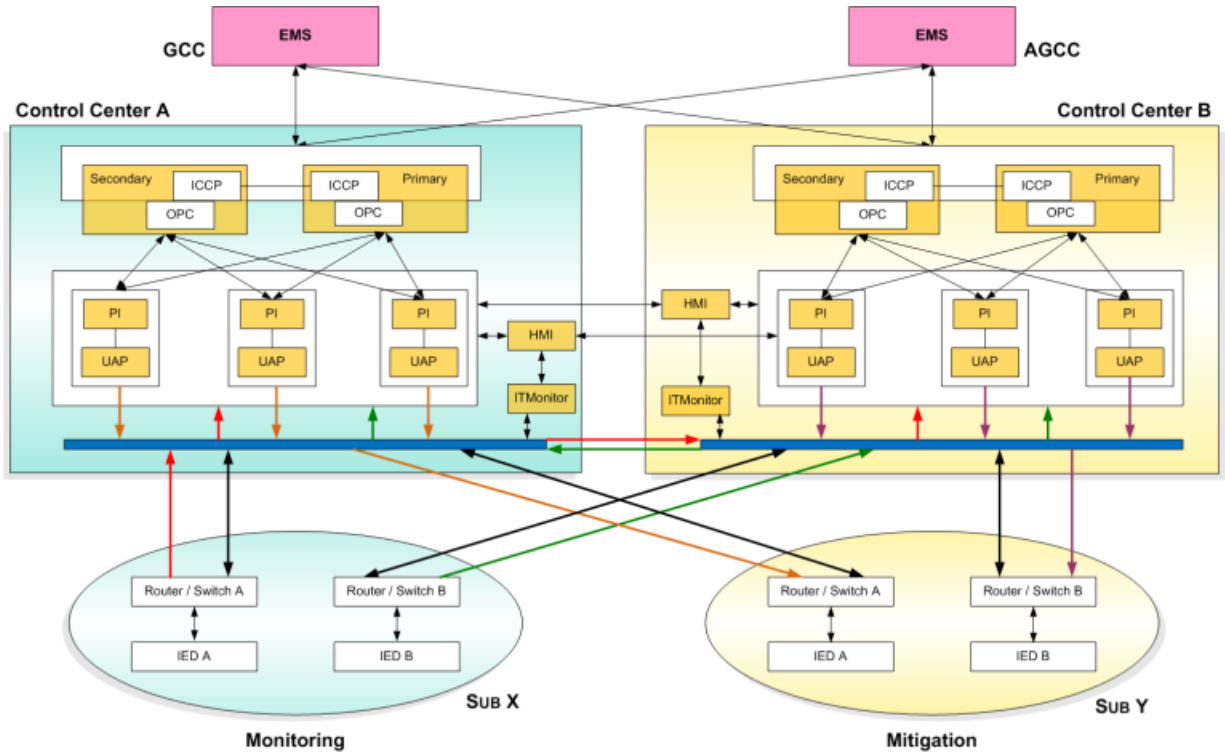 EMS
EMS
GCC
AGCC
Control Center A
Control Center B
Secondary
ICCP
ICCP
Primary
OPC
OPC
Secondary
ICCP
ICCP
Primary
OPC
OPC
PI
PI
PI
HMI
PI
PI
PI
HMI
UAP
UAP
UAP
UAP
UAP
UAP
ITMonitor
ITMonitor
Router / Switch A
Router / Switch B
Router / Switch A
Router / Switch B
IED A
IED B
IED A
IED B
SUB X
SUB Y
Monitoring
Mitigation